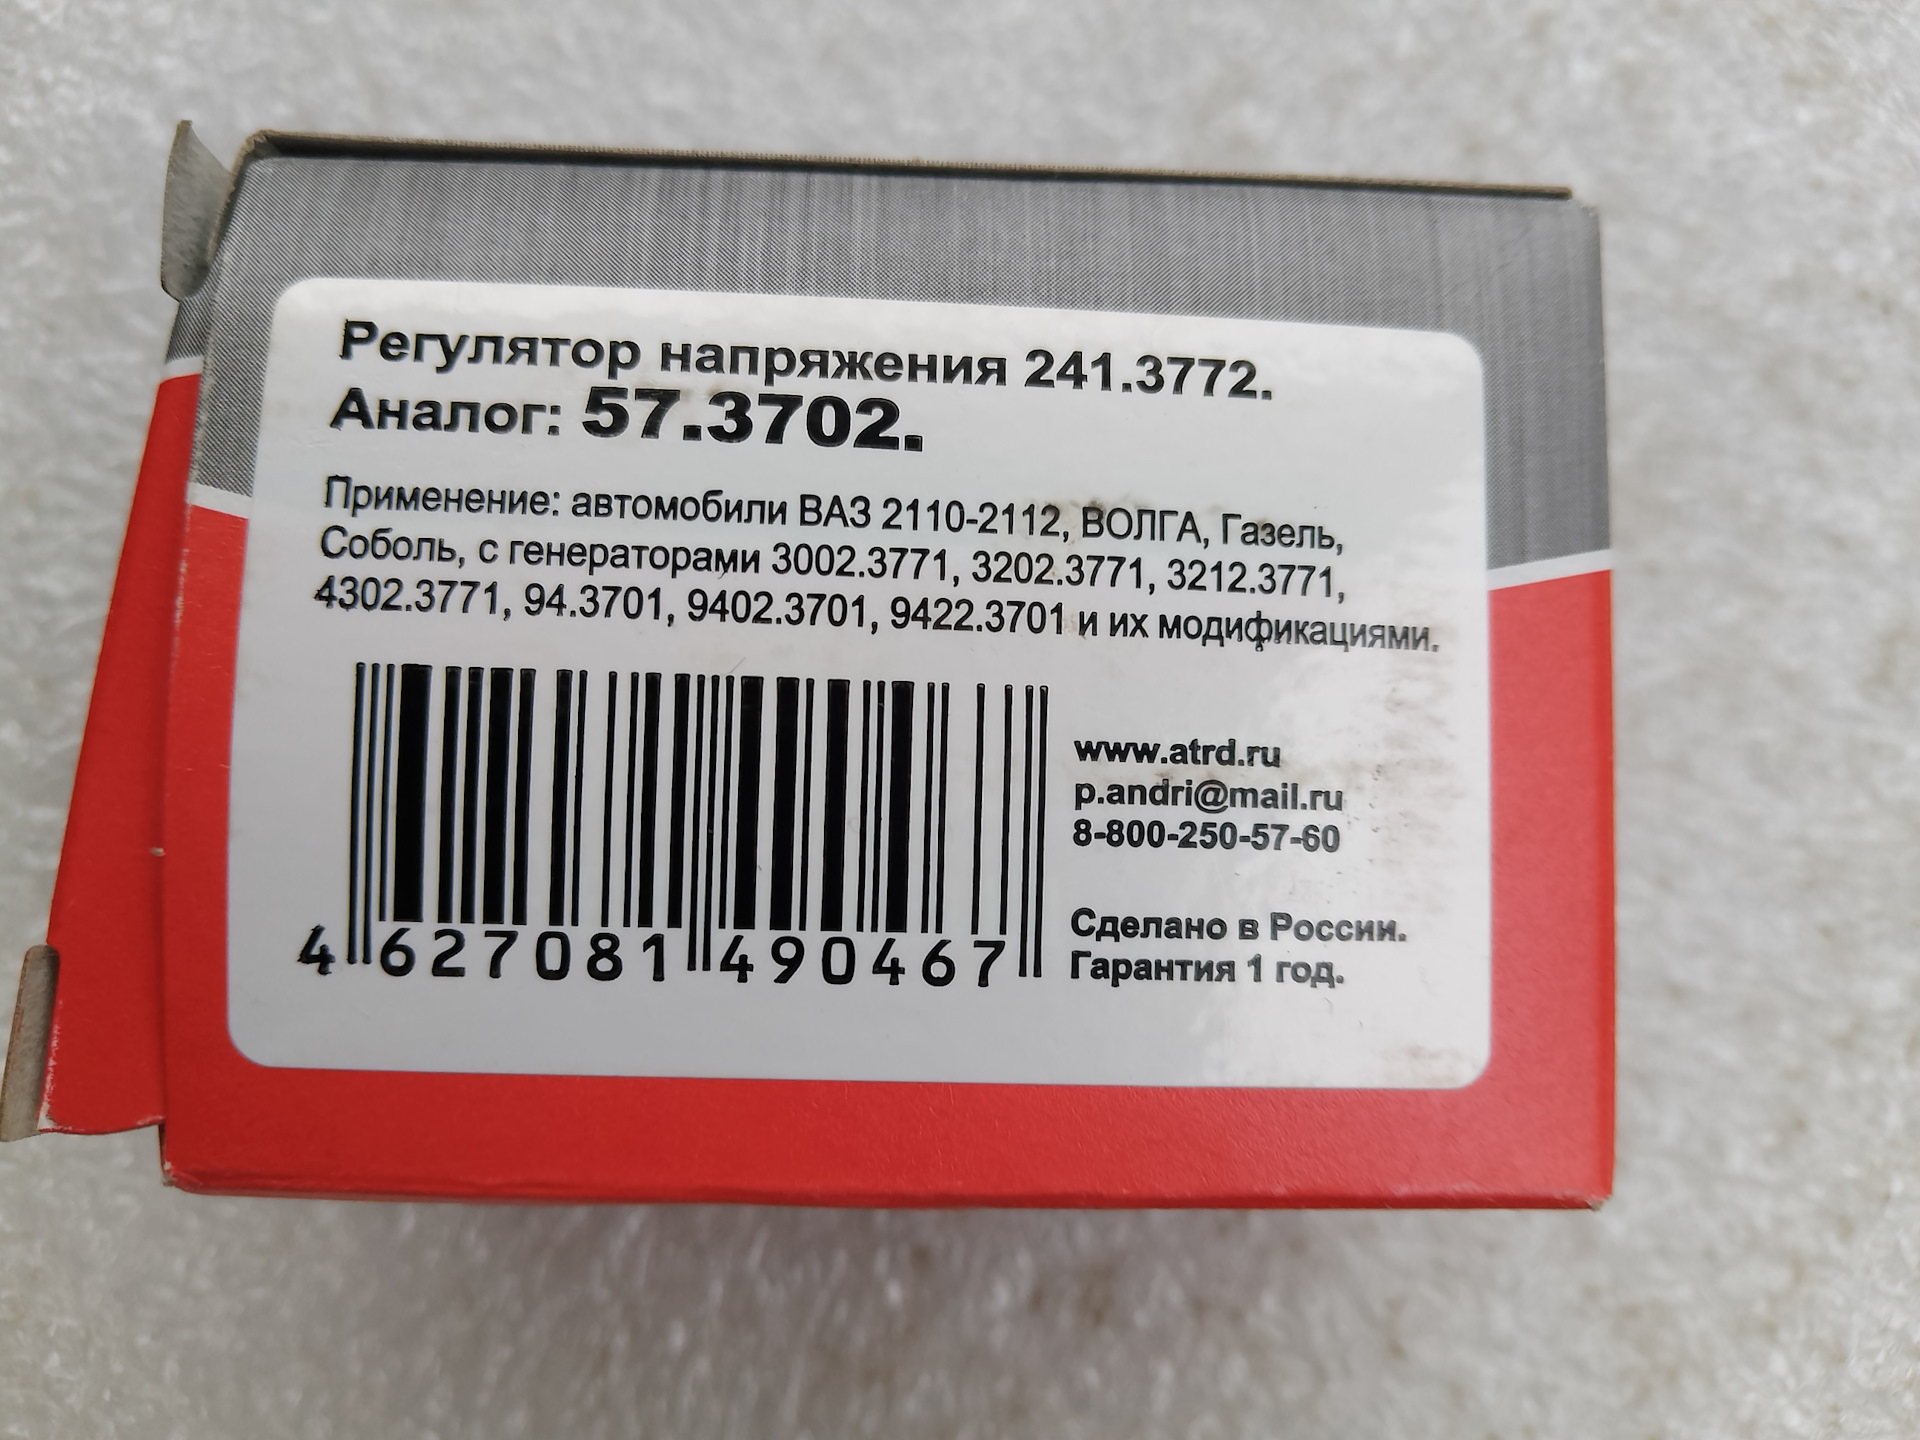 Регулятор напряжения 241.3772.
Аналог: 57.3702.
Применение: автомобили ВАЗ 2110-2112, ВОЛГА, Газель,
Соболь, с генераторами 3002.3771, 3202.3771, 3212.3771,
4302.3771, 94.3701, 9402.3701, 9422.3701 и их модификациями.
www.atrd.ru
p.andri@mail.ru
8-800-250-57-60
Сделано в России.
Гарантия 1 год.
4 627081 490467